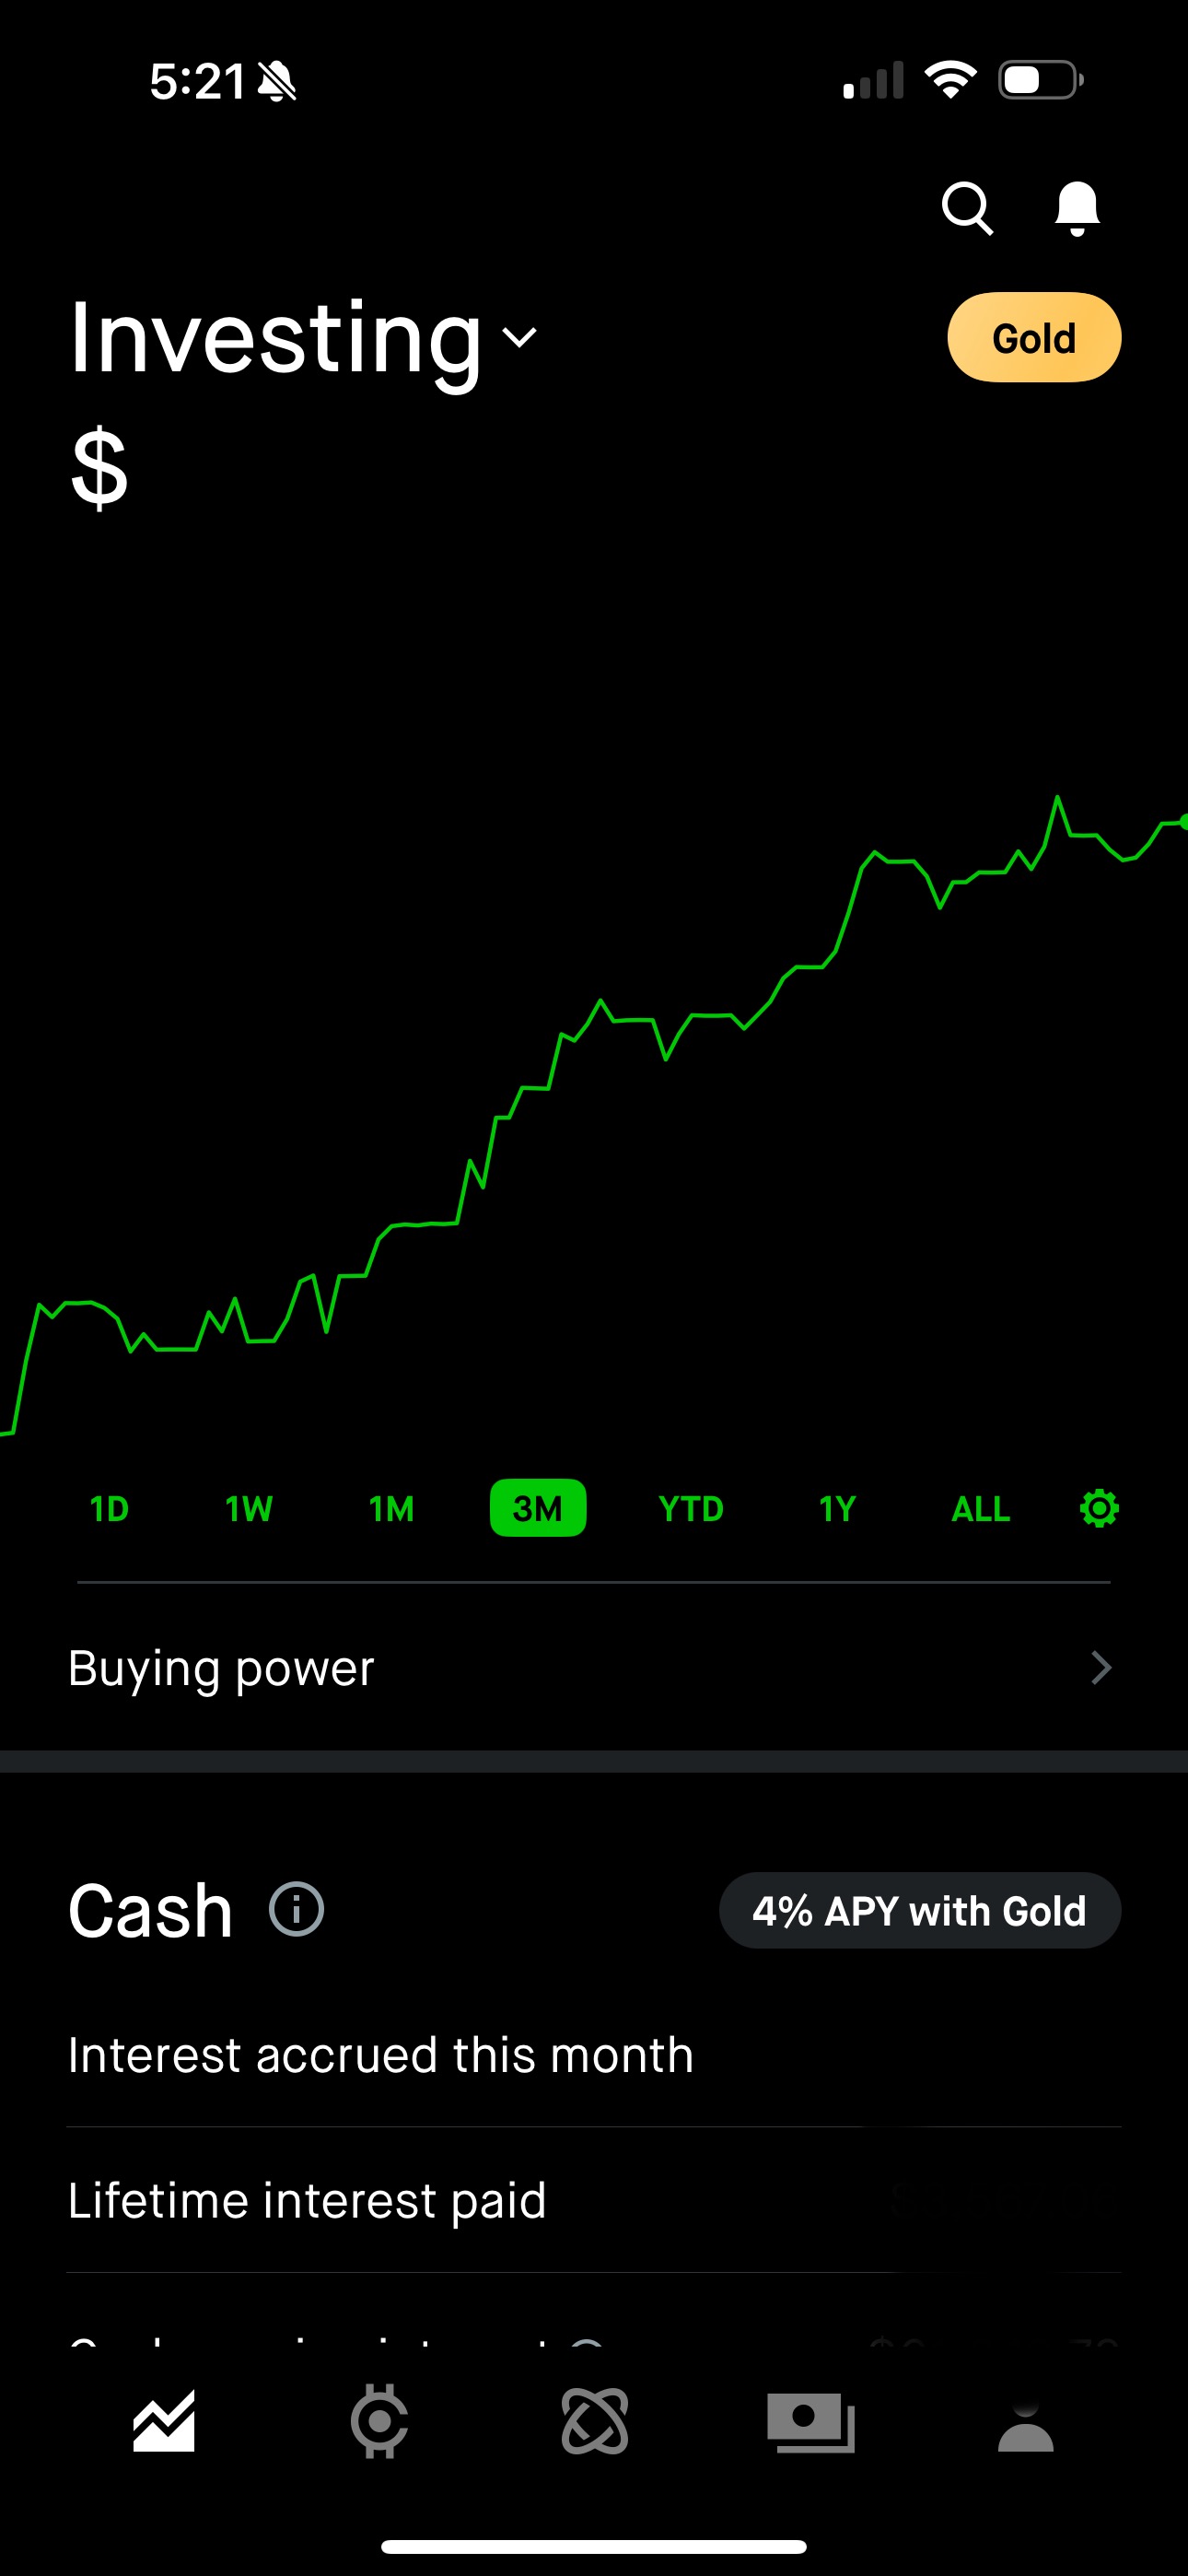 5:21
Investing
Gold
$
1D 1W 1M 3M YTD 1Y ALL
Buying power
Cash
4% APY with Gold
Interest accrued this month
Lifetime interest paid